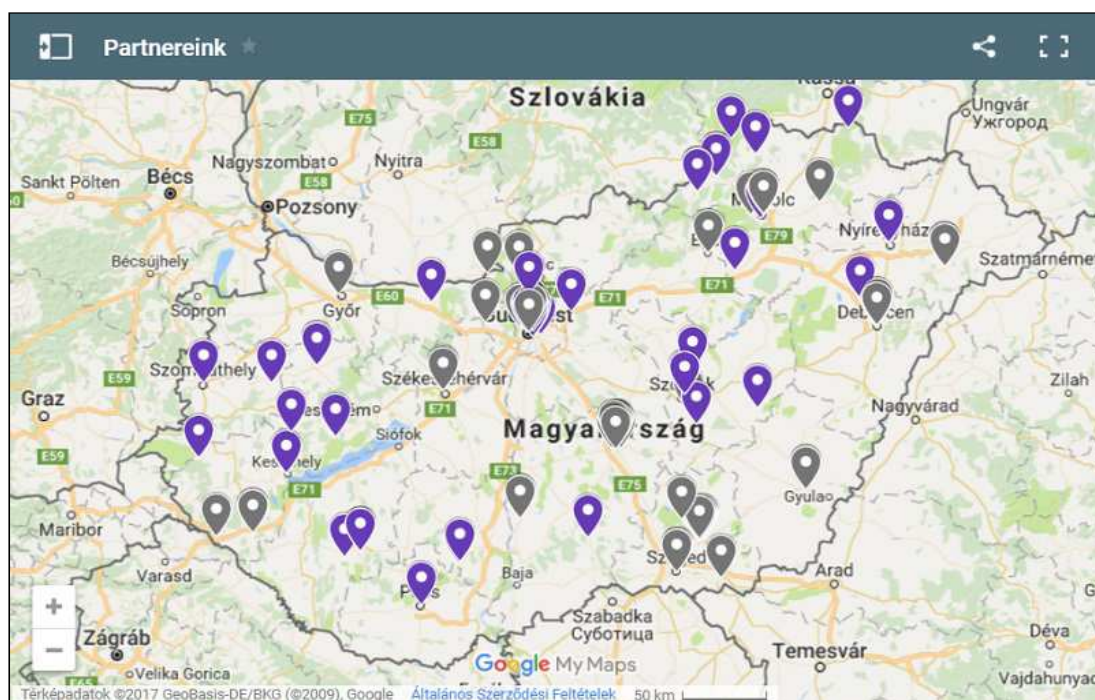 Partnereink
Szlovákia
Ungvár
Ужгород
E75
E58
Nagyszombat
Nyitra
Sankt Pölten
Bécs
E58
Pozsony
E79
Bécsújhely
Szatmárnémet
Sopron
Győr
E60
E71
E71
E59
Székesfehérvár
E71
Zilah
Graz
Nagyvárad
Magyarország
E59
Siófok
Keszthely
E71
E73
E75
Gyula
Maribor
Varasd
Baja
Arad
Szabadka
Суботица
Zágráb
Temesvár
Déva
Vajdahunyad
Velika Gorica
Google My Maps
Térképadatok ©2017 GeoBasis-DE/BKG (©2009), Google Általános Szerződési Feltételek 50 km